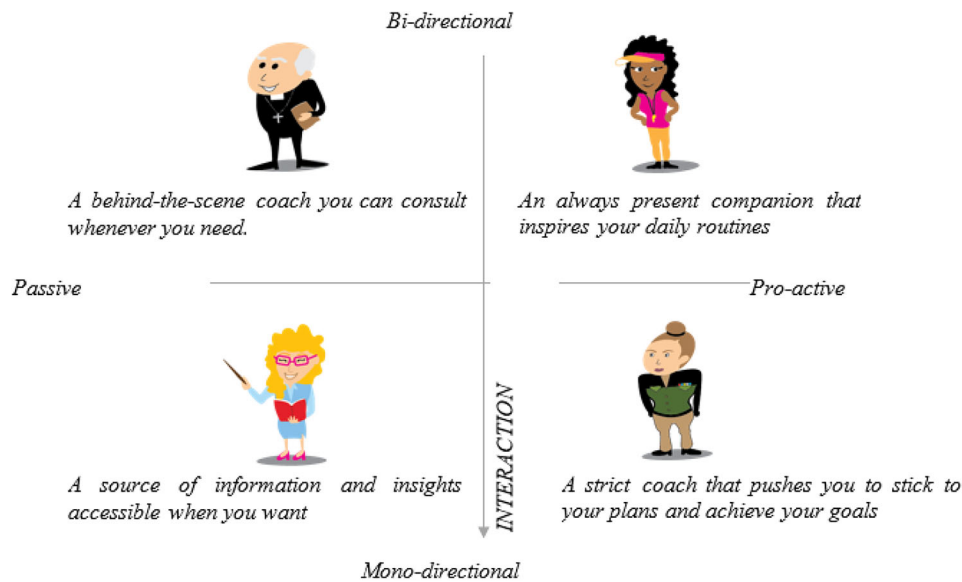 Bi-directional
A behind-the-scene coach you can consult
whenever you need.
An always present companion that
inspires your daily routines
Passive
Pro-active
INTERACTION
A source of information and insights
accessible when you want
A strict coach that pushes you to stick to
your plans and achieve your goals
Mono-directional